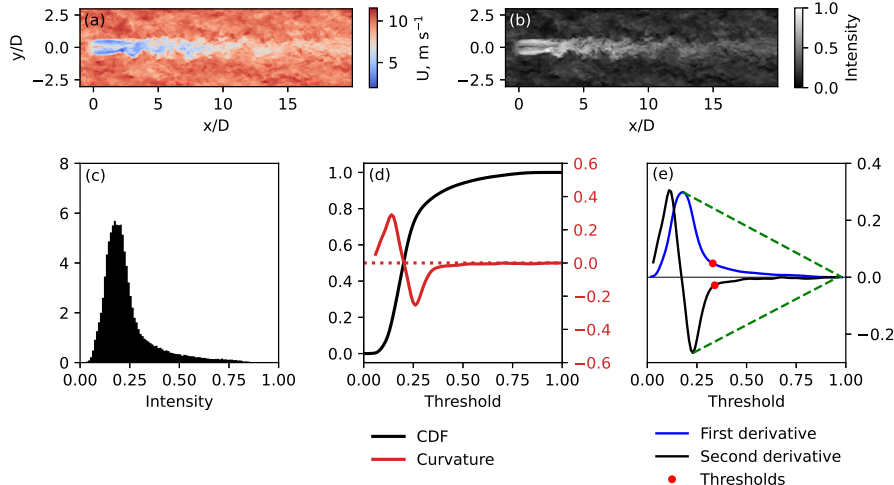 (a)
y/D
2.5
0.0
−2.5
0 5 10 15
x/D
10
5
U, m s⁻¹
(b)
2.5
0.0
−2.5
0 5 10 15
x/D
1.0
0.5
0.0
Intensity
(c)
8
6
4
2
0
0.00 0.25 0.50 0.75 1.00
Intensity
(d)
1.0
0.8
0.6
0.4
0.2
0.0
0.00 0.25 0.50 0.75 1.00
Threshold
0.6
0.4
0.2
0.0
−0.2
−0.4
−0.6
CDF
Curvature
(e)
0.4
0.2
0.0
−0.2
0.00 0.25 0.50 0.75 1.00
Threshold
First derivative
Second derivative
Thresholds